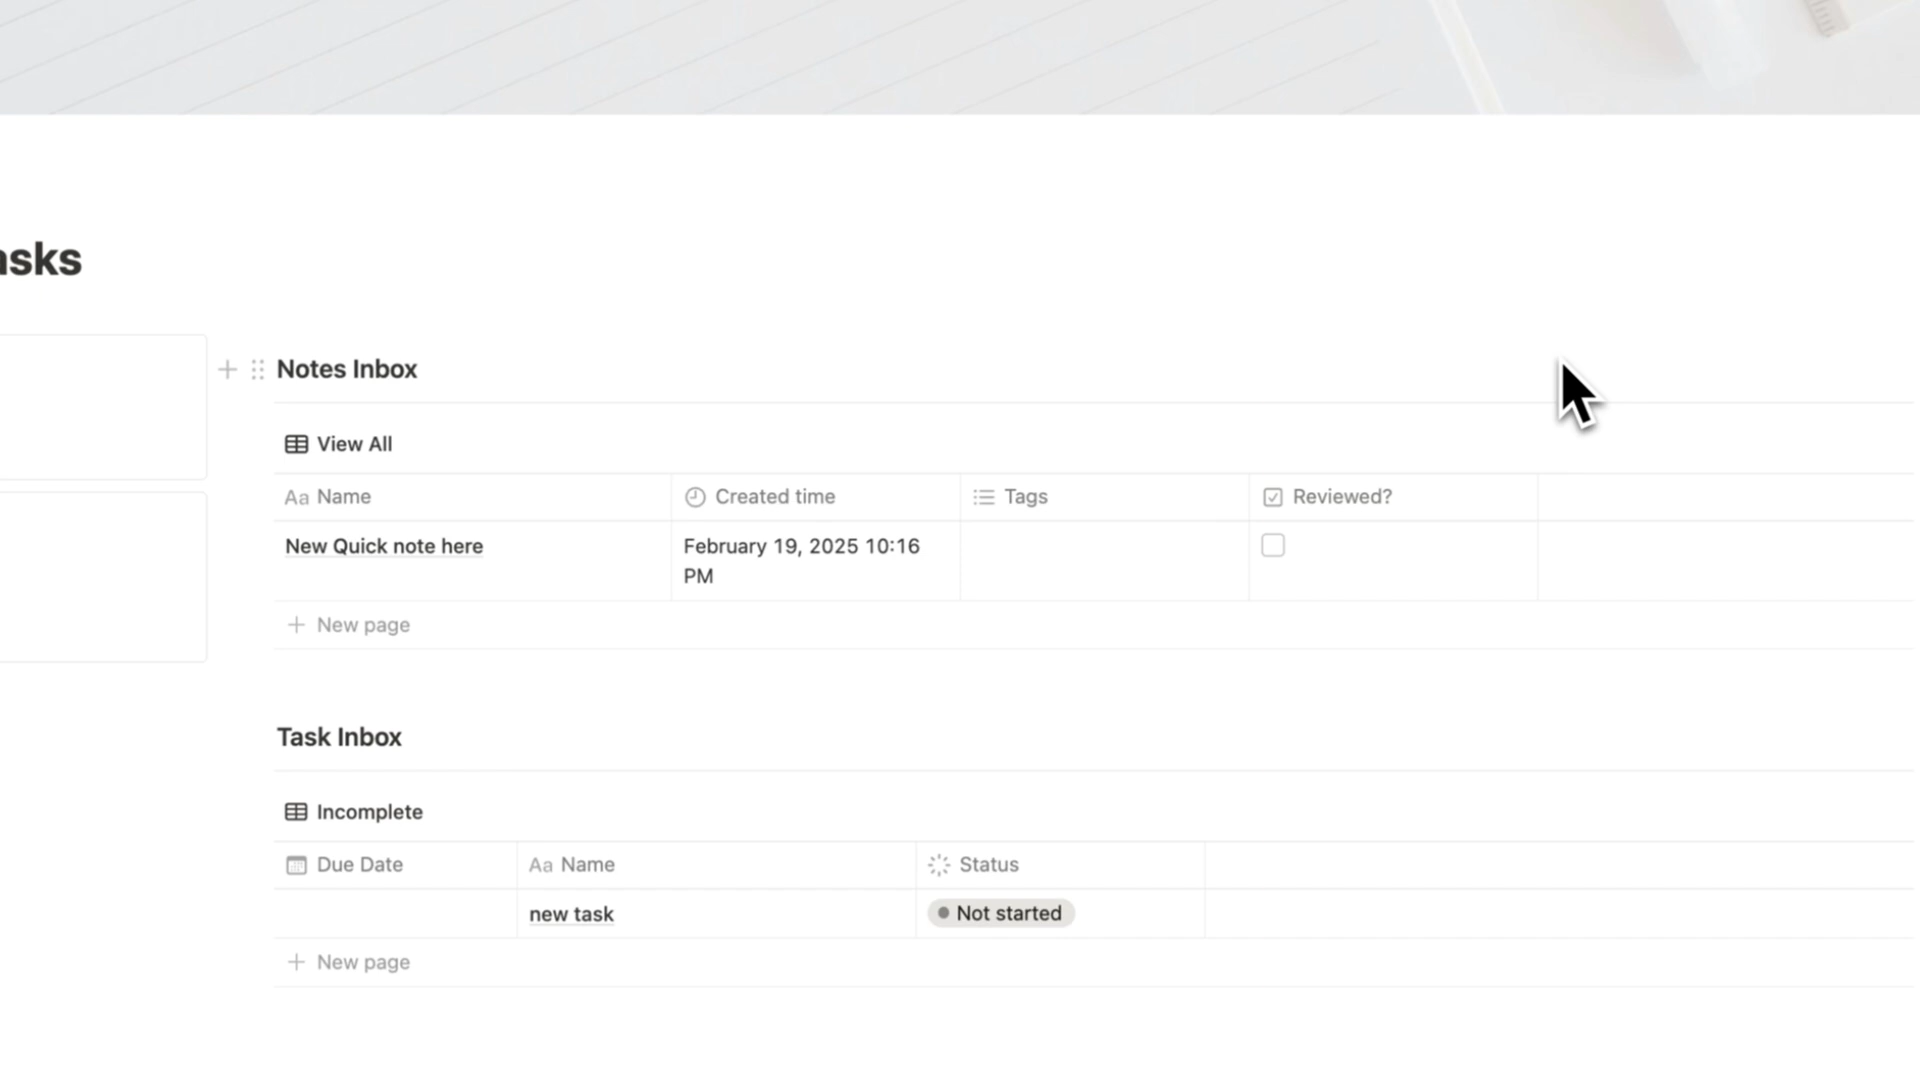 asks
Notes Inbox
View All
Aa Name Created time Tags Reviewed?
New Quick note here February 19, 2025 10:16 PM
New page
Task Inbox
Incomplete
Due Date Aa Name Status
new task Not started
New page